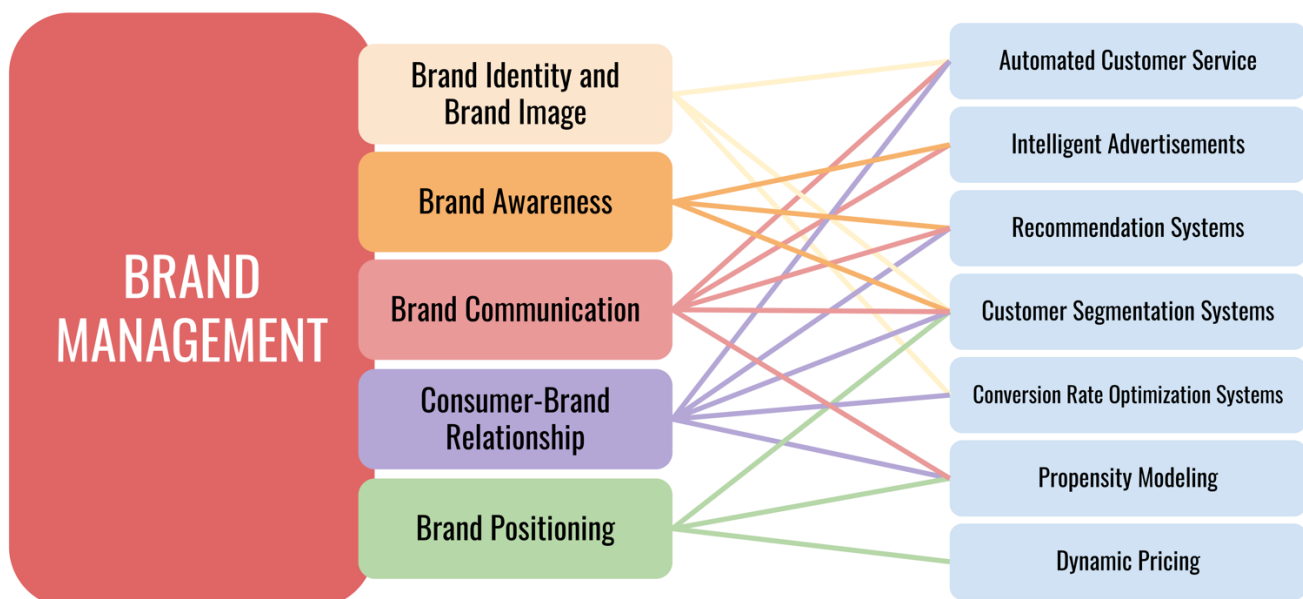 BRAND
MANAGEMENT
Brand Identity and
Brand Image
Brand Awareness
Brand Communication
Consumer-Brand
Relationship
Brand Positioning
Automated Customer Service
Intelligent Advertisements
Recommendation Systems
Customer Segmentation Systems
Conversion Rate Optimization Systems
Propensity Modeling
Dynamic Pricing